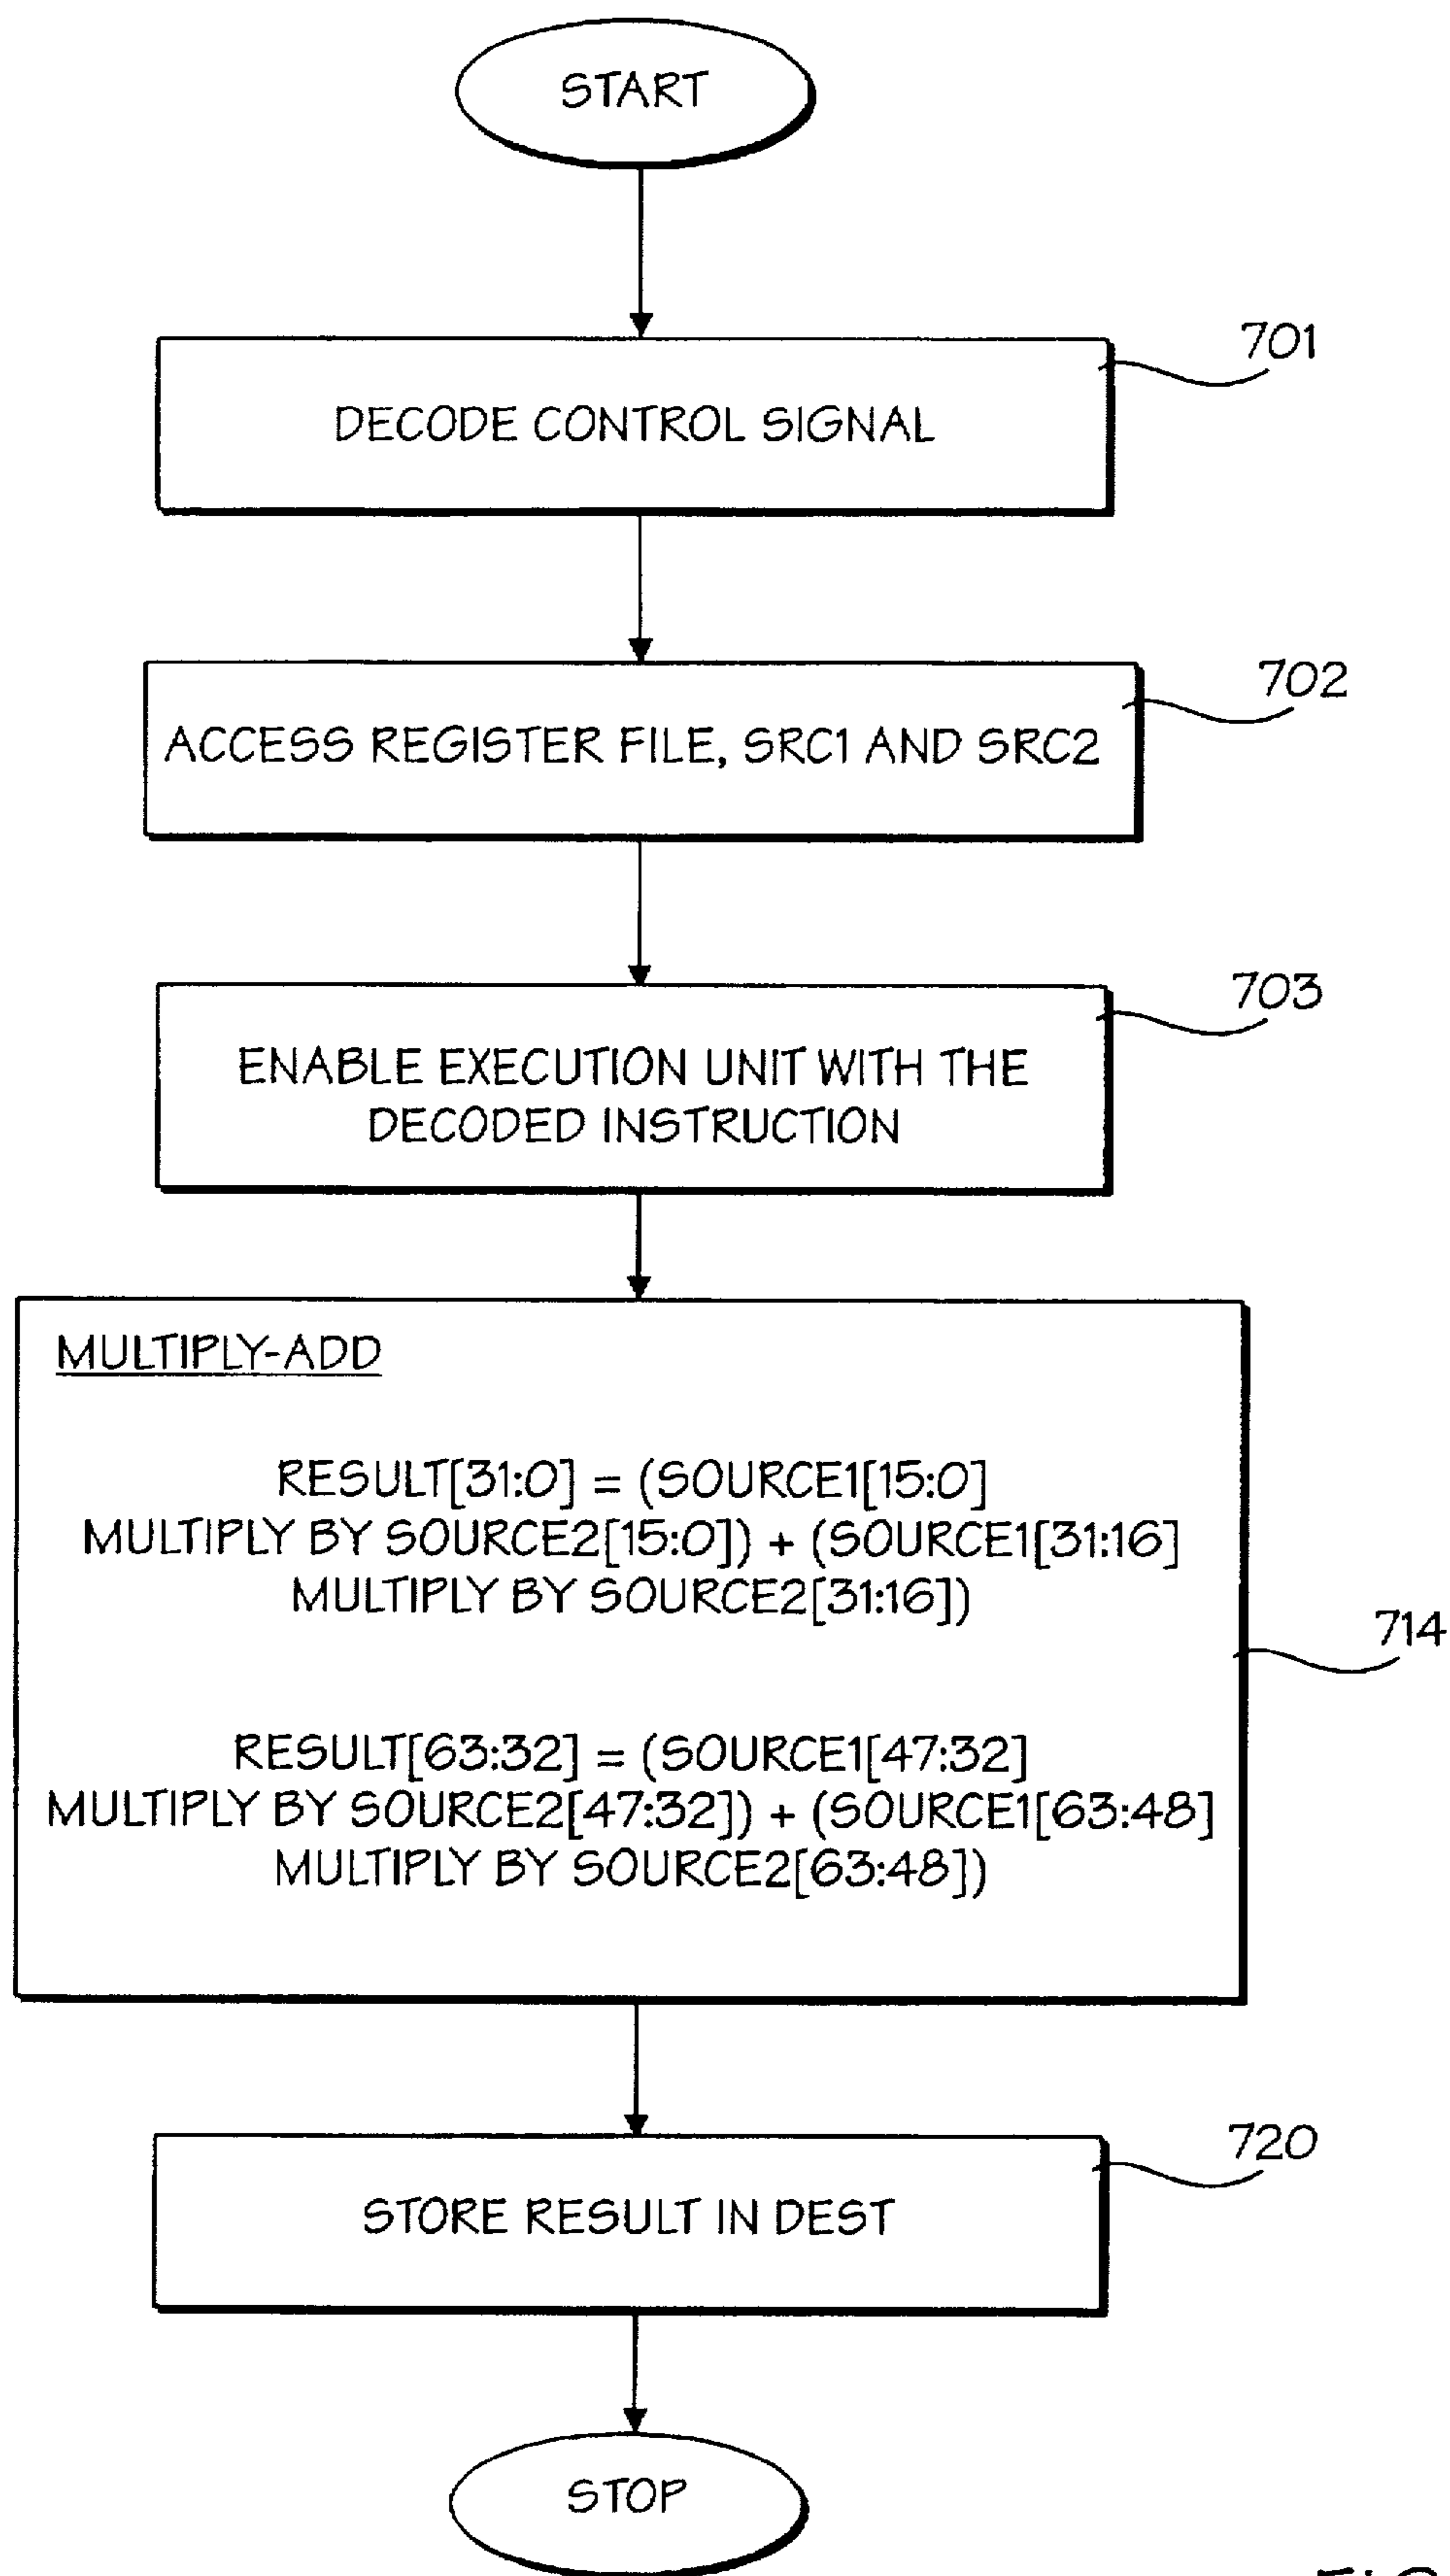 START
701
DECODE CONTROL SIGNAL
702
ACCESS REGISTER FILE, SRC1 AND SRC2
703
ENABLE EXECUTION UNIT WITH THE
DECODED INSTRUCTION
MULTIPLY-ADD
RESULT[31:0] = (SOURCE1[15:0]
MULTIPLY BY SOURCE2[15:0]) + (SOURCE1[31:16]
MULTIPLY BY SOURCE2[31:16])
714
RESULT[63:32] = (SOURCE1[47:32]
MULTIPLY BY SOURCE2[47:32]) + (SOURCE1[63:48]
MULTIPLY BY SOURCE2[63:48])
720
STORE RESULT IN DEST
STOP